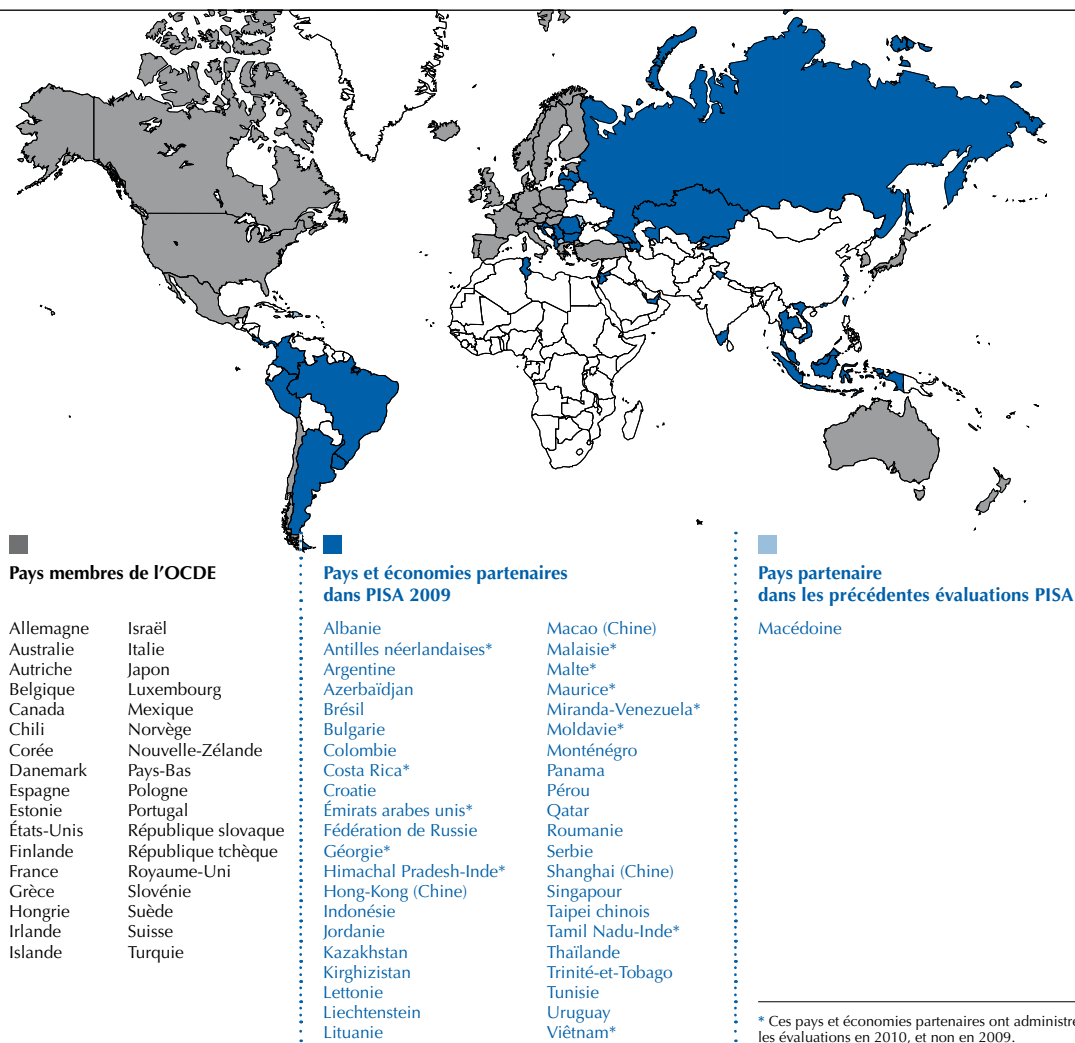 Pays membres de l’OCDE
Allemagne
Australie
Autriche
Belgique
Canada
Chili
Corée
Danemark
Espagne
Estonie
États-Unis
Finlande
France
Grèce
Hongrie
Irlande
Islande
Israël
Italie
Japon
Luxembourg
Mexique
Norvège
Nouvelle-Zélande
Pays-Bas
Pologne
Portugal
République slovaque
République tchèque
Royaume-Uni
Slovénie
Suède
Suisse
Turquie
Pays et économies partenaires
dans PISA 2009
Albanie
Antilles néerlandaises*
Argentine
Azerbaïdjan
Brésil
Bulgarie
Colombie
Costa Rica*
Croatie
Émirats arabes unis*
Fédération de Russie
Géorgie*
Himachal Pradesh-Inde*
Hong-Kong (Chine)
Indonésie
Jordanie
Kazakhstan
Kirghizistan
Lettonie
Liechtenstein
Lituanie
Macao (Chine)
Malaisie*
Malte*
Maurice*
Miranda-Venezuela*
Moldavie*
Monténégro
Panama
Pérou
Qatar
Roumanie
Serbie
Shanghai (Chine)
Singapour
Taipei chinois
Tamil Nadu-Inde*
Thaïlande
Trinité-et-Tobago
Tunisie
Uruguay
Viêtnam*
Pays partenaire
dans les précédentes évaluations PISA
Macédoine
* Ces pays et économies partenaires ont administré
les évaluations en 2010, et non en 2009.